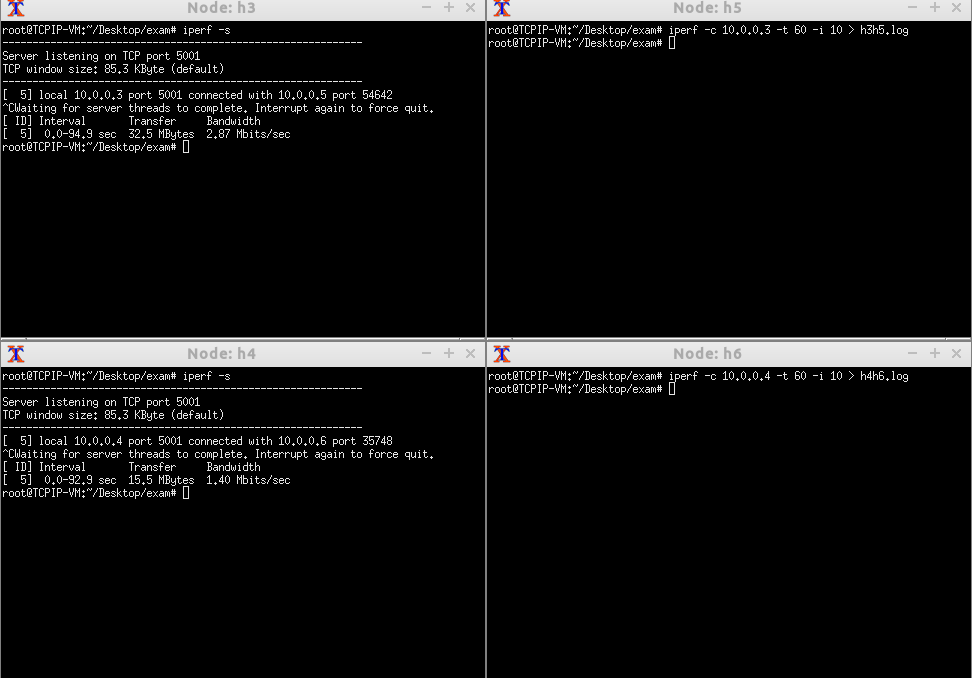 Node: h3
root@TCPIP-VM:~/Desktop/exam# iperf -s
------------------------------------------------------------
Server listening on TCP port 5001
TCP window size: 85.3 KByte (default)
------------------------------------------------------------
[  5] local 10.0.0.3 port 5001 connected with 10.0.0.5 port 54642
^CWaiting for server threads to complete. Interrupt again to force quit.
[ ID] Interval       Transfer     Bandwidth
[  5]  0.0-94.9 sec  32.5 MBytes  2.87 Mbits/sec
root@TCPIP-VM:~/Desktop/exam#
Node: h5
root@TCPIP-VM:~/Desktop/exam# iperf -c 10.0.0.3 -t 60 -i 10 > h3h5.log
root@TCPIP-VM:~/Desktop/exam#
Node: h4
root@TCPIP-VM:~/Desktop/exam# iperf -s
------------------------------------------------------------
Server listening on TCP port 5001
TCP window size: 85.3 KByte (default)
------------------------------------------------------------
[  5] local 10.0.0.4 port 5001 connected with 10.0.0.6 port 35748
^CWaiting for server threads to complete. Interrupt again to force quit.
[ ID] Interval       Transfer     Bandwidth
[  5]  0.0-92.9 sec  15.5 MBytes  1.40 Mbits/sec
root@TCPIP-VM:~/Desktop/exam#
Node: h6
root@TCPIP-VM:~/Desktop/exam# iperf -c 10.0.0.4 -t 60 -i 10 > h4h6.log
root@TCPIP-VM:~/Desktop/exam#